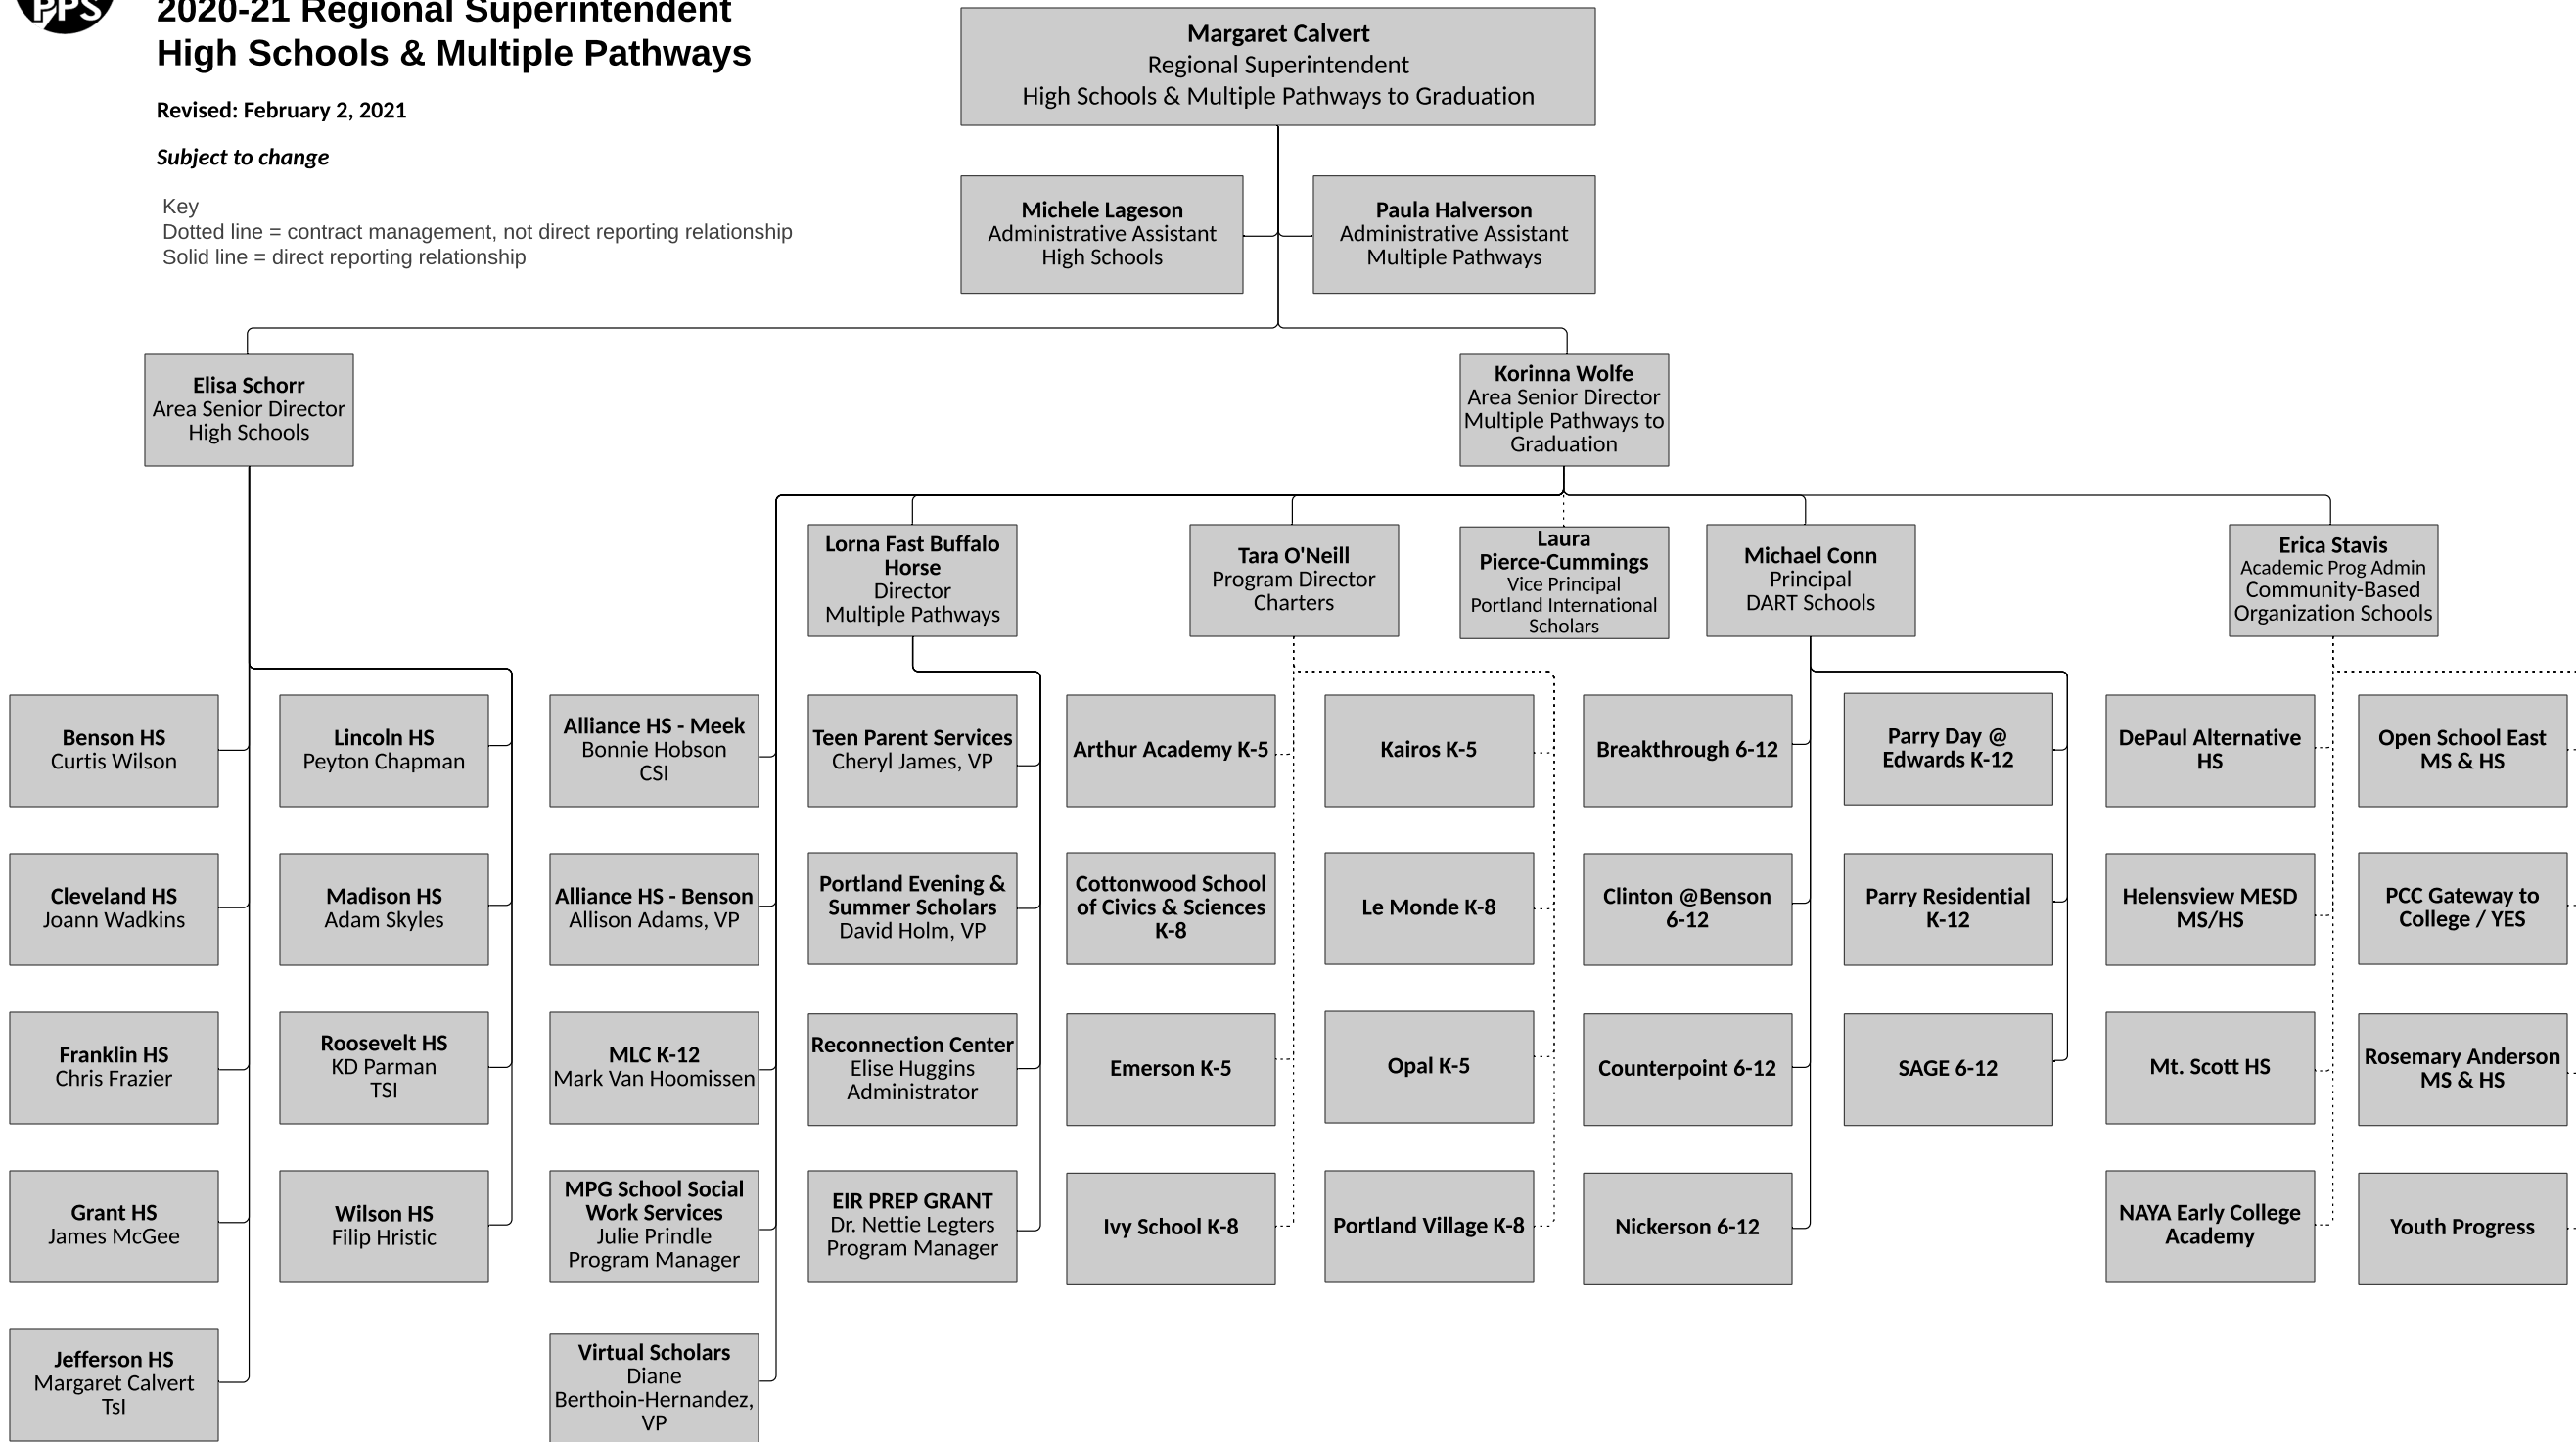 PPS
2020-21 Regional Superintendent
High Schools & Multiple Pathways
Revised: February 2, 2021
Subject to change
Key
Dotted line = contract management, not direct reporting relationship
Solid line = direct reporting relationship
Margaret Calvert
Regional Superintendent
High Schools & Multiple Pathways to Graduation
Michele Lageson
Administrative Assistant
High Schools
Paula Halverson
Administrative Assistant
Multiple Pathways
Elisa Schorr
Area Senior Director
High Schools
Korinna Wolfe
Area Senior Director
Multiple Pathways to
Graduation
Lorna Fast Buffalo
Horse
Director
Multiple Pathways
Tara O'Neill
Program Director
Charters
Laura
Pierce-Cummings
Vice Principal
Portland International
Scholars
Michael Conn
Principal
DART Schools
Erica Stavis
Academic Prog Admin
Community-Based
Organization Schools
Benson HS
Curtis Wilson
Lincoln HS
Peyton Chapman
Alliance HS - Meek
Bonnie Hobson
CSI
Teen Parent Services
Cheryl James, VP
Arthur Academy K-5
Kairos K-5
Breakthrough 6-12
Parry Day @
Edwards K-12
DePaul Alternative
HS
Open School East
MS & HS
Cleveland HS
Joann Wadkins
Madison HS
Adam Skyles
Alliance HS - Benson
Allison Adams, VP
Portland Evening &
Summer Scholars
David Holm, VP
Cottonwood School
of Civics & Sciences
K-8
Le Monde K-8
Clinton @Benson
6-12
Parry Residential
K-12
Helensview MESD
MS/HS
PCC Gateway to
College / YES
Franklin HS
Chris Frazier
Roosevelt HS
KD Parman
TSI
MLC K-12
Mark Van Hoomissen
Reconnection Center
Elise Huggins
Administrator
Emerson K-5
Opal K-5
Counterpoint 6-12
SAGE 6-12
Mt. Scott HS
Rosemary Anderson
MS & HS
Grant HS
James McGee
Wilson HS
Filip Hristic
MPG School Social
Work Services
Julie Prindle
Program Manager
EIR PREP GRANT
Dr. Nettie Legters
Program Manager
Ivy School K-8
Portland Village K-8
Nickerson 6-12
NAYA Early College
Academy
Youth Progress
Jefferson HS
Margaret Calvert
TsI
Virtual Scholars
Diane
Berthoin-Hernandez,
VP